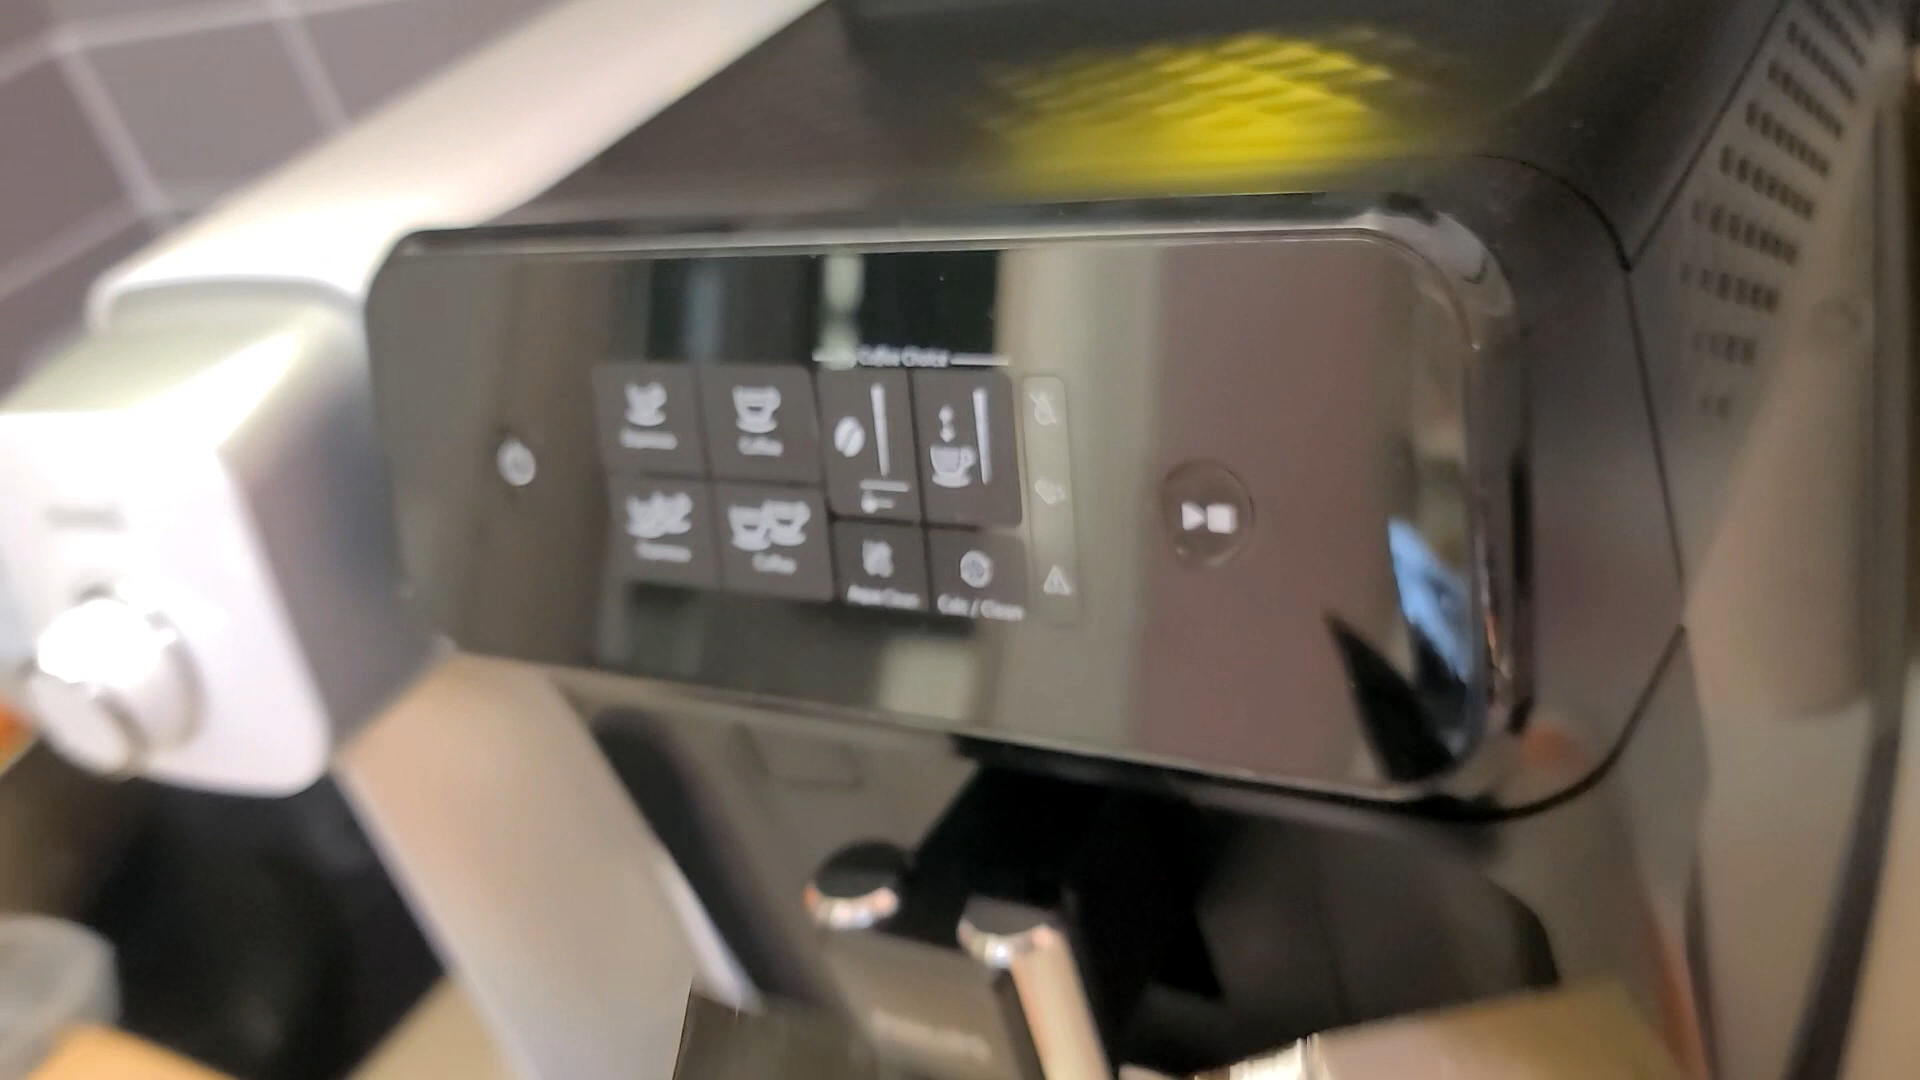 Coffee Choice
Espresso
Coffee
Espresso
Coffee
Aqua Clean
Calc / Clean